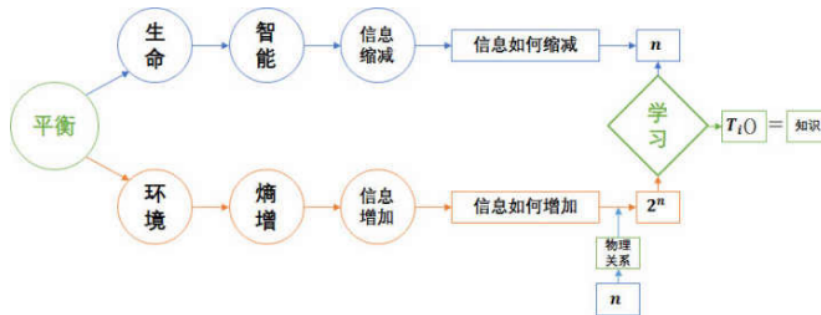 生
命
智
能
信息
缩减
信息如何缩减
n
平衡
学
习
T_i() = 知识
环
境
熵
增
信息
增加
信息如何增加
2^n
物理
关系
n